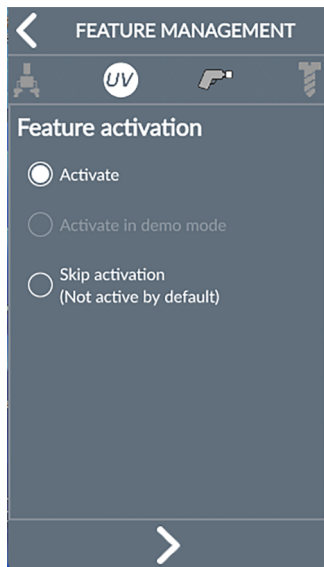 FEATURE MANAGEMENT
UV
Feature activation
Activate
Activate in demo mode
Skip activation
(Not active by default)